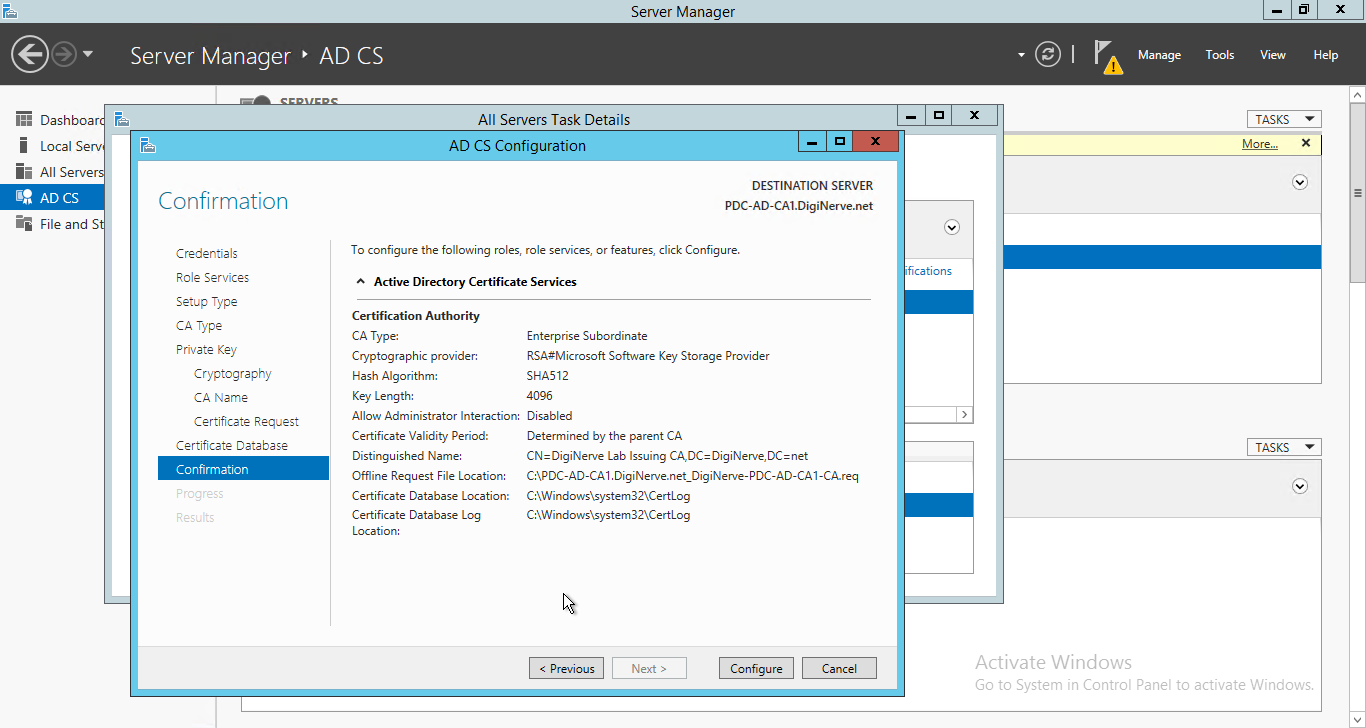 Server Manager
Server Manager ‣ AD CS
Manage Tools View Help
Dashboard
Local Serve
All Servers
AD CS
File and St
SERVERS
TASKS
More...
TASKS
All Servers Task Details
ifications
AD CS Configuration
Confirmation
DESTINATION SERVER
PDC-AD-CA1.DigiNerve.net
Credentials
Role Services
Setup Type
CA Type
Private Key
Cryptography
CA Name
Certificate Request
Certificate Database
Confirmation
Progress
Results
To configure the following roles, role services, or features, click Configure.
Active Directory Certificate Services
Certification Authority
CA Type: Enterprise Subordinate
Cryptographic provider: RSA#Microsoft Software Key Storage Provider
Hash Algorithm: SHA512
Key Length: 4096
Allow Administrator Interaction: Disabled
Certificate Validity Period: Determined by the parent CA
Distinguished Name: CN=DigiNerve Lab Issuing CA,DC=DigiNerve,DC=net
Offline Request File Location: C:\PDC-AD-CA1.DigiNerve.net_DigiNerve-PDC-AD-CA1-CA.req
Certificate Database Location: C:\Windows\system32\CertLog
Certificate Database Log Location: C:\Windows\system32\CertLog
< Previous Next > Configure Cancel
Activate Windows
Go to System in Control Panel to activate Windows.